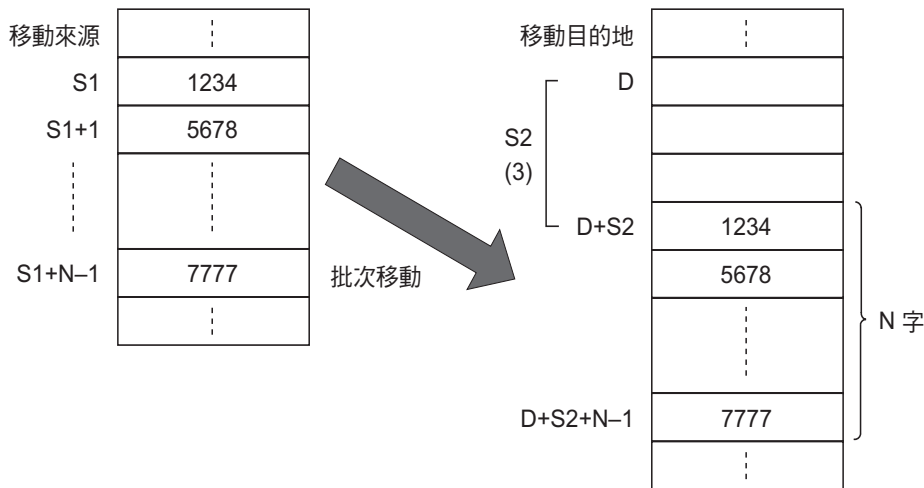 移動來源
S1 1234
S1+1 5678
S1+N–1 7777
批次移動
移動目的地
D
S2
(3)
D+S2 1234
5678
N 字
D+S2+N–1 7777